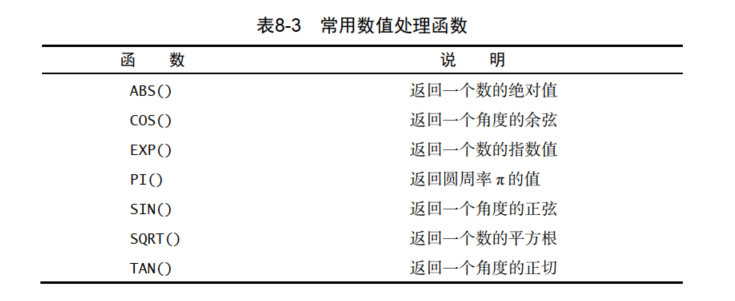 表8-3 常用数值处理函数
函 数 说 明
ABS() 返回一个数的绝对值
COS() 返回一个角度的余弦
EXP() 返回一个数的指数值
PI() 返回圆周率 π 的值
SIN() 返回一个角度的正弦
SQRT() 返回一个数的平方根
TAN() 返回一个角度的正切